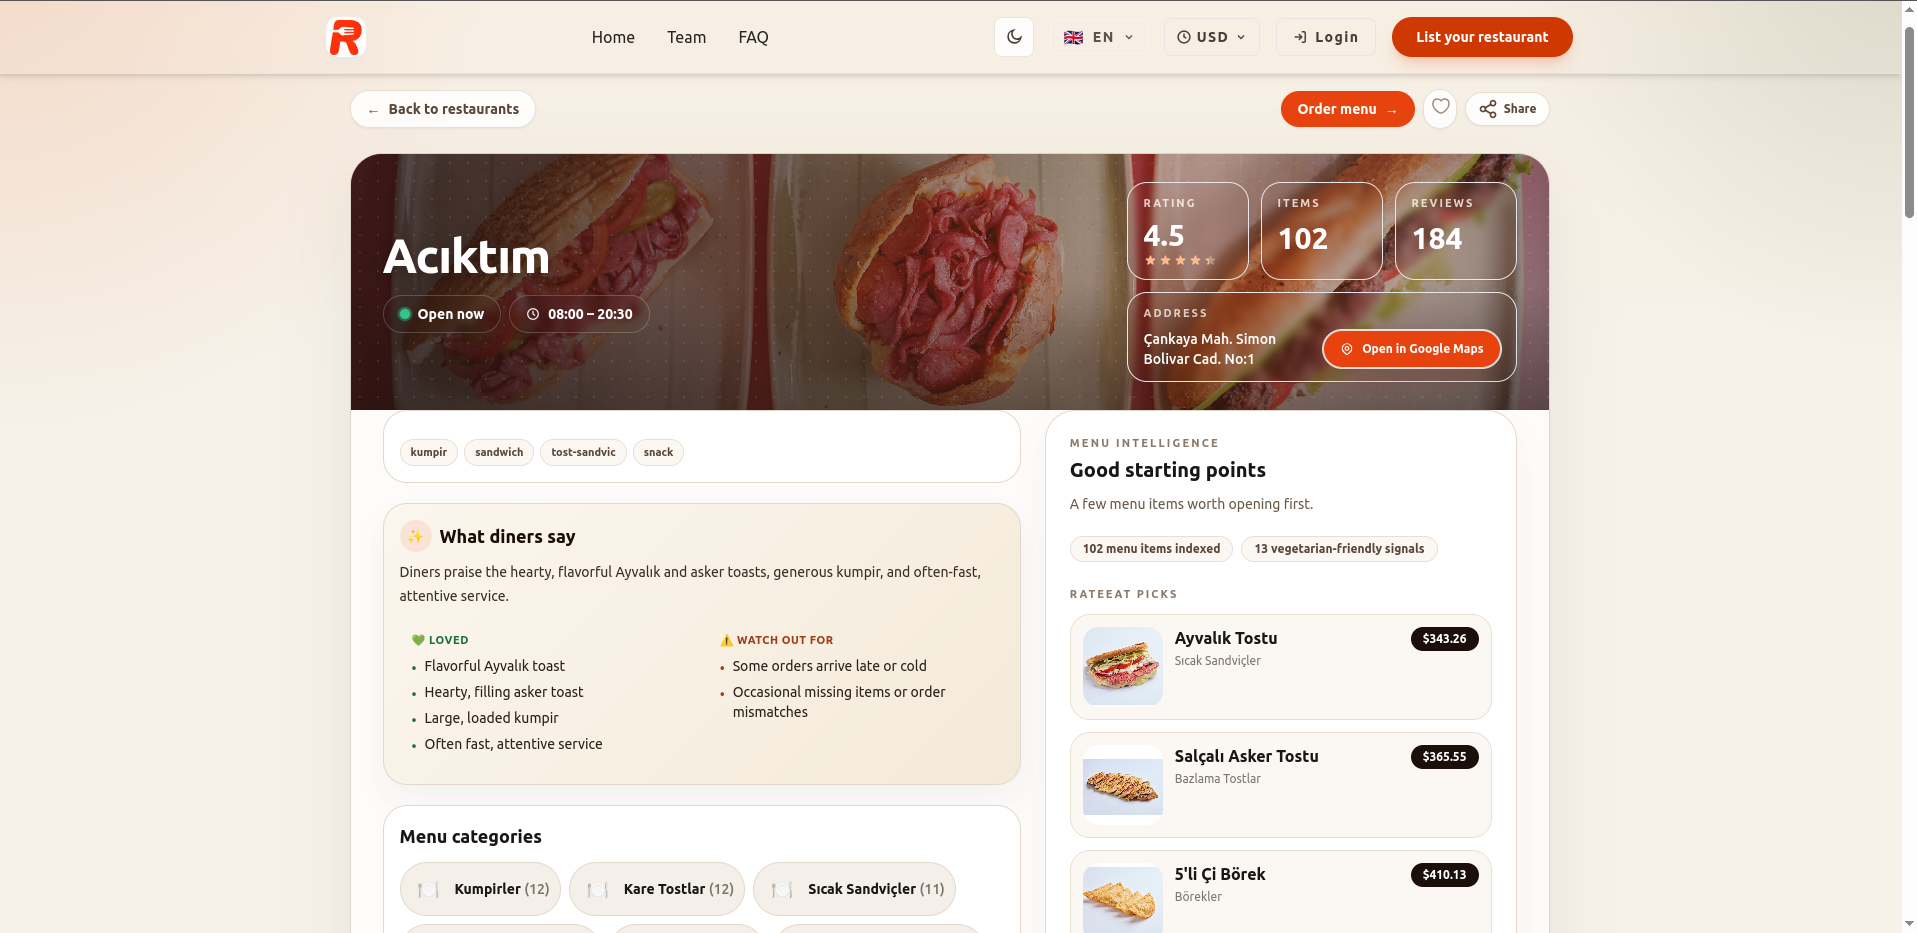 Home
Team
FAQ
EN
USD
Login
List your restaurant
← Back to restaurants
Order menu →
Share
Acıktım
Open now
08:00 – 20:30
RATING
4.5
ITEMS
102
REVIEWS
184
ADDRESS
Çankaya Mah. Simon
Bolivar Cad. No:1
Open in Google Maps
kumpir
sandwich
tost-sandvic
snack
What diners say
Diners praise the hearty, flavorful Ayvalık and asker toasts, generous kumpir, and often-fast,
attentive service.
LOVED
• Flavorful Ayvalık toast
• Hearty, filling asker toast
• Large, loaded kumpir
• Often fast, attentive service
WATCH OUT FOR
• Some orders arrive late or cold
• Occasional missing items or order
mismatches
Menu categories
Kumpirler (12)
Kare Tostlar (12)
Sıcak Sandviçler (11)
MENU INTELLIGENCE
Good starting points
A few menu items worth opening first.
102 menu items indexed
13 vegetarian-friendly signals
RATEEAT PICKS
Ayvalık Tostu
$343.26
Sıcak Sandviçler
Salçalı Asker Tostu
$365.55
Bazlama Tostlar
5'li Çi Börek
$410.13
Börekler